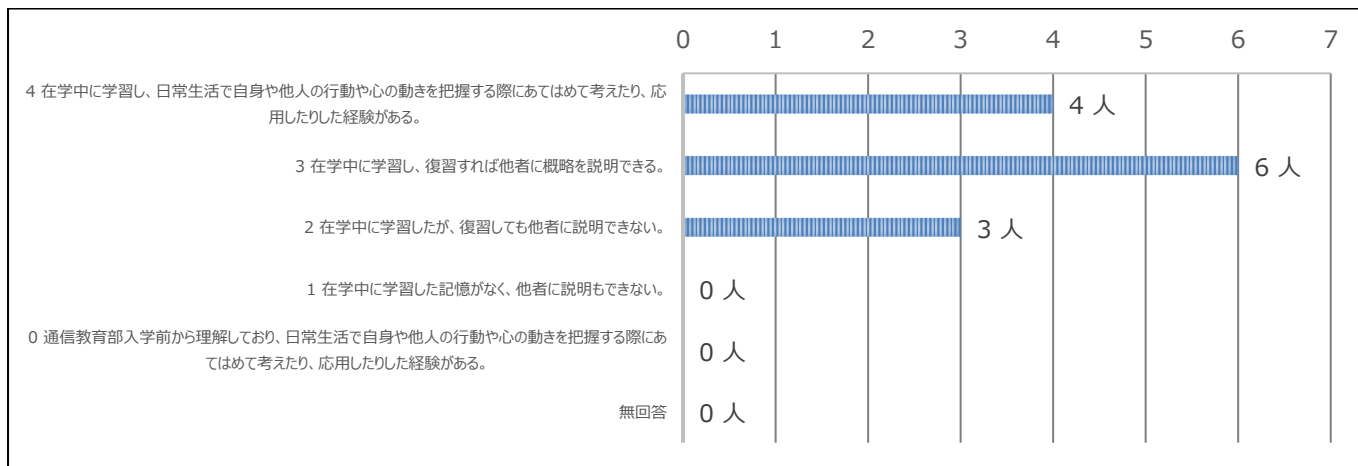 0 1 2 3 4 5 6 7
4 在学中に学習し、日常生活で自身や他人の行動や心の動きを把握する際にあてはめて考えたり、応
用したりした経験がある。
4 人
3 在学中に学習し、復習すれば他者に概略を説明できる。
6 人
2 在学中に学習したが、復習しても他者に説明できない。
3 人
1 在学中に学習した記憶がなく、他者に説明もできない。
0 人
0 通信教育部入学前から理解しており、日常生活で自身や他人の行動や心の動きを把握する際にあ
てはめて考えたり、応用したりした経験がある。
0 人
無回答
0 人